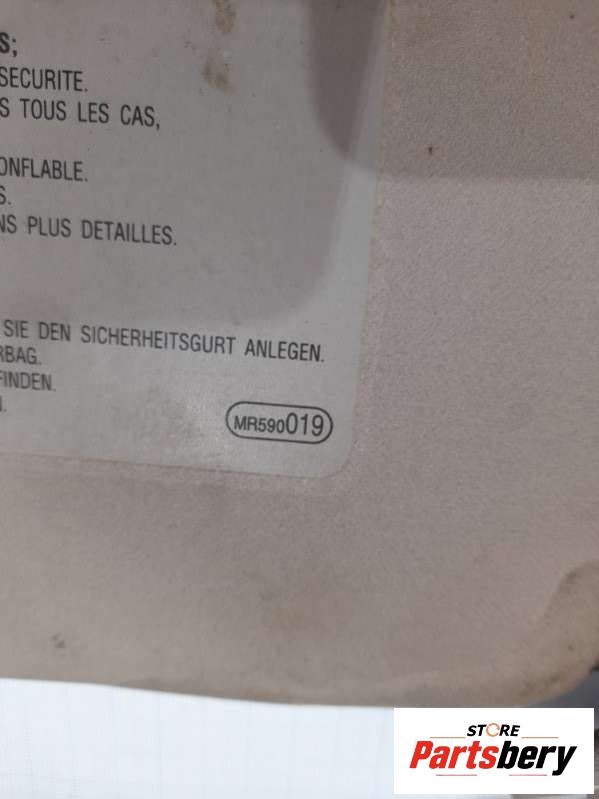 S;
SECURITE.
S TOUS LES CAS,
ONFLABLE.
S.
NS PLUS DETAILLES.
SIE DEN SICHERHEITSGURT ANLEGEN.
RBAG.
FINDEN.
MR590019
STORE
Partsbery